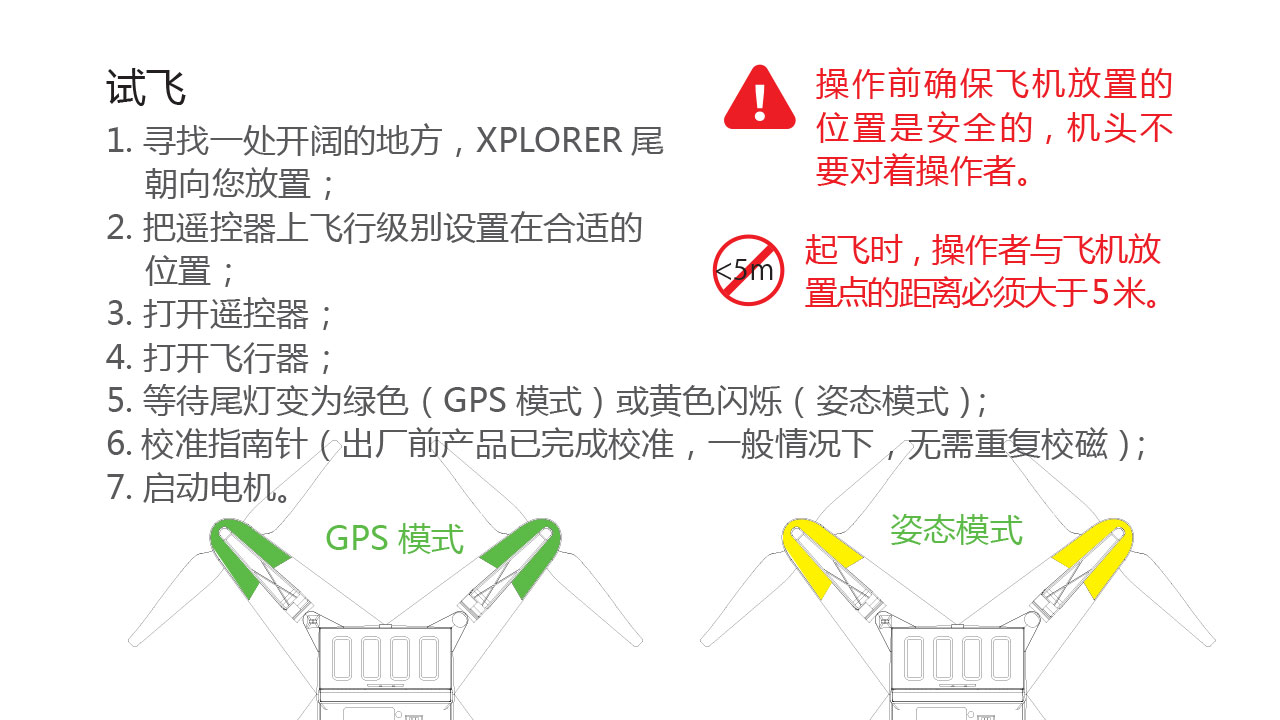 试飞
1. 寻找一处开阔的地方，XPLORER 尾
朝向您放置；
2. 把遥控器上飞行级别设置在合适的
位置；
3. 打开遥控器；
4. 打开飞行器；
5. 等待尾灯变为绿色（GPS 模式）或黄色闪烁（姿态模式）；
6. 校准指南针（出厂前产品已完成校准，一般情况下，无需重复校磁）；
7. 启动电机。
!
操作前确保飞机放置的
位置是安全的，机头不
要对着操作者。
<5m
起飞时，操作者与飞机放
置点的距离必须大于5米。
GPS 模式
姿态模式